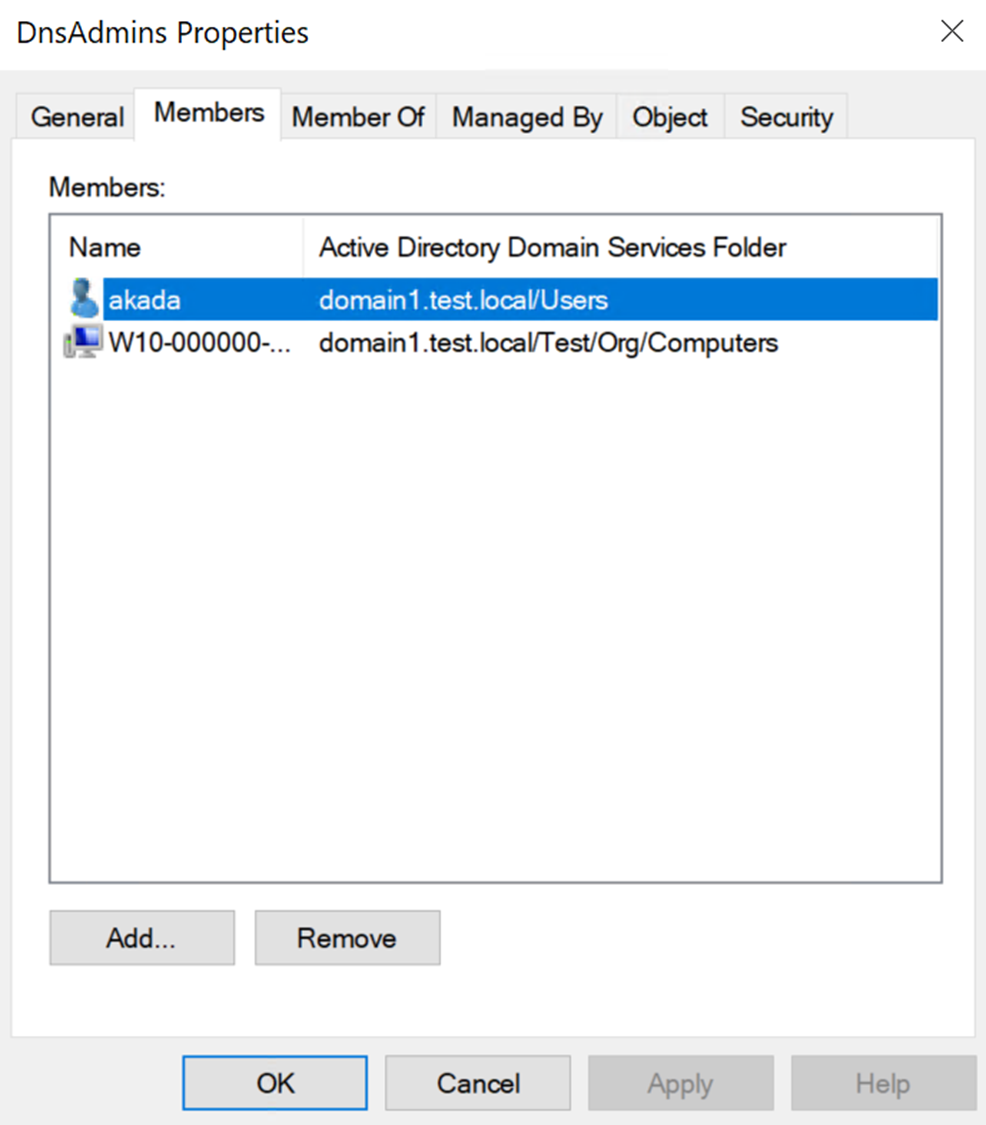 DnsAdmins Properties
General Members Member Of Managed By Object Security
Members:
Name Active Directory Domain Services Folder
akada domain1.test.local/Users
W10-000000-... domain1.test.local/Test/Org/Computers
Add... Remove
OK Cancel Apply Help